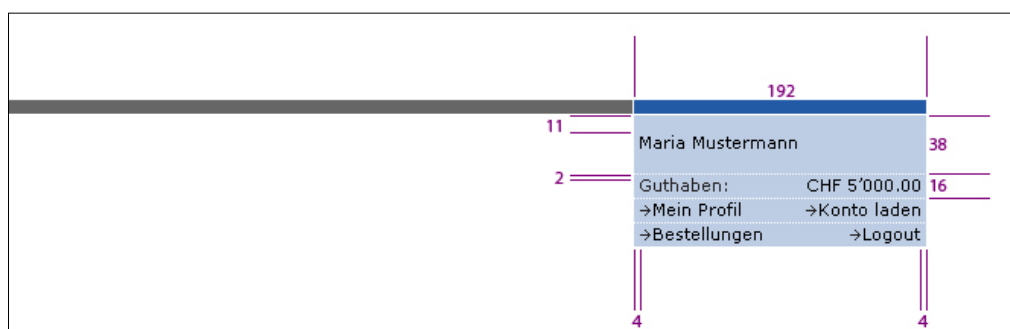 192
11
Maria Mustermann 38
2
Guthaben: CHF 5’000.00 16
→Mein Profil →Konto laden
→Bestellungen →Logout
4 4